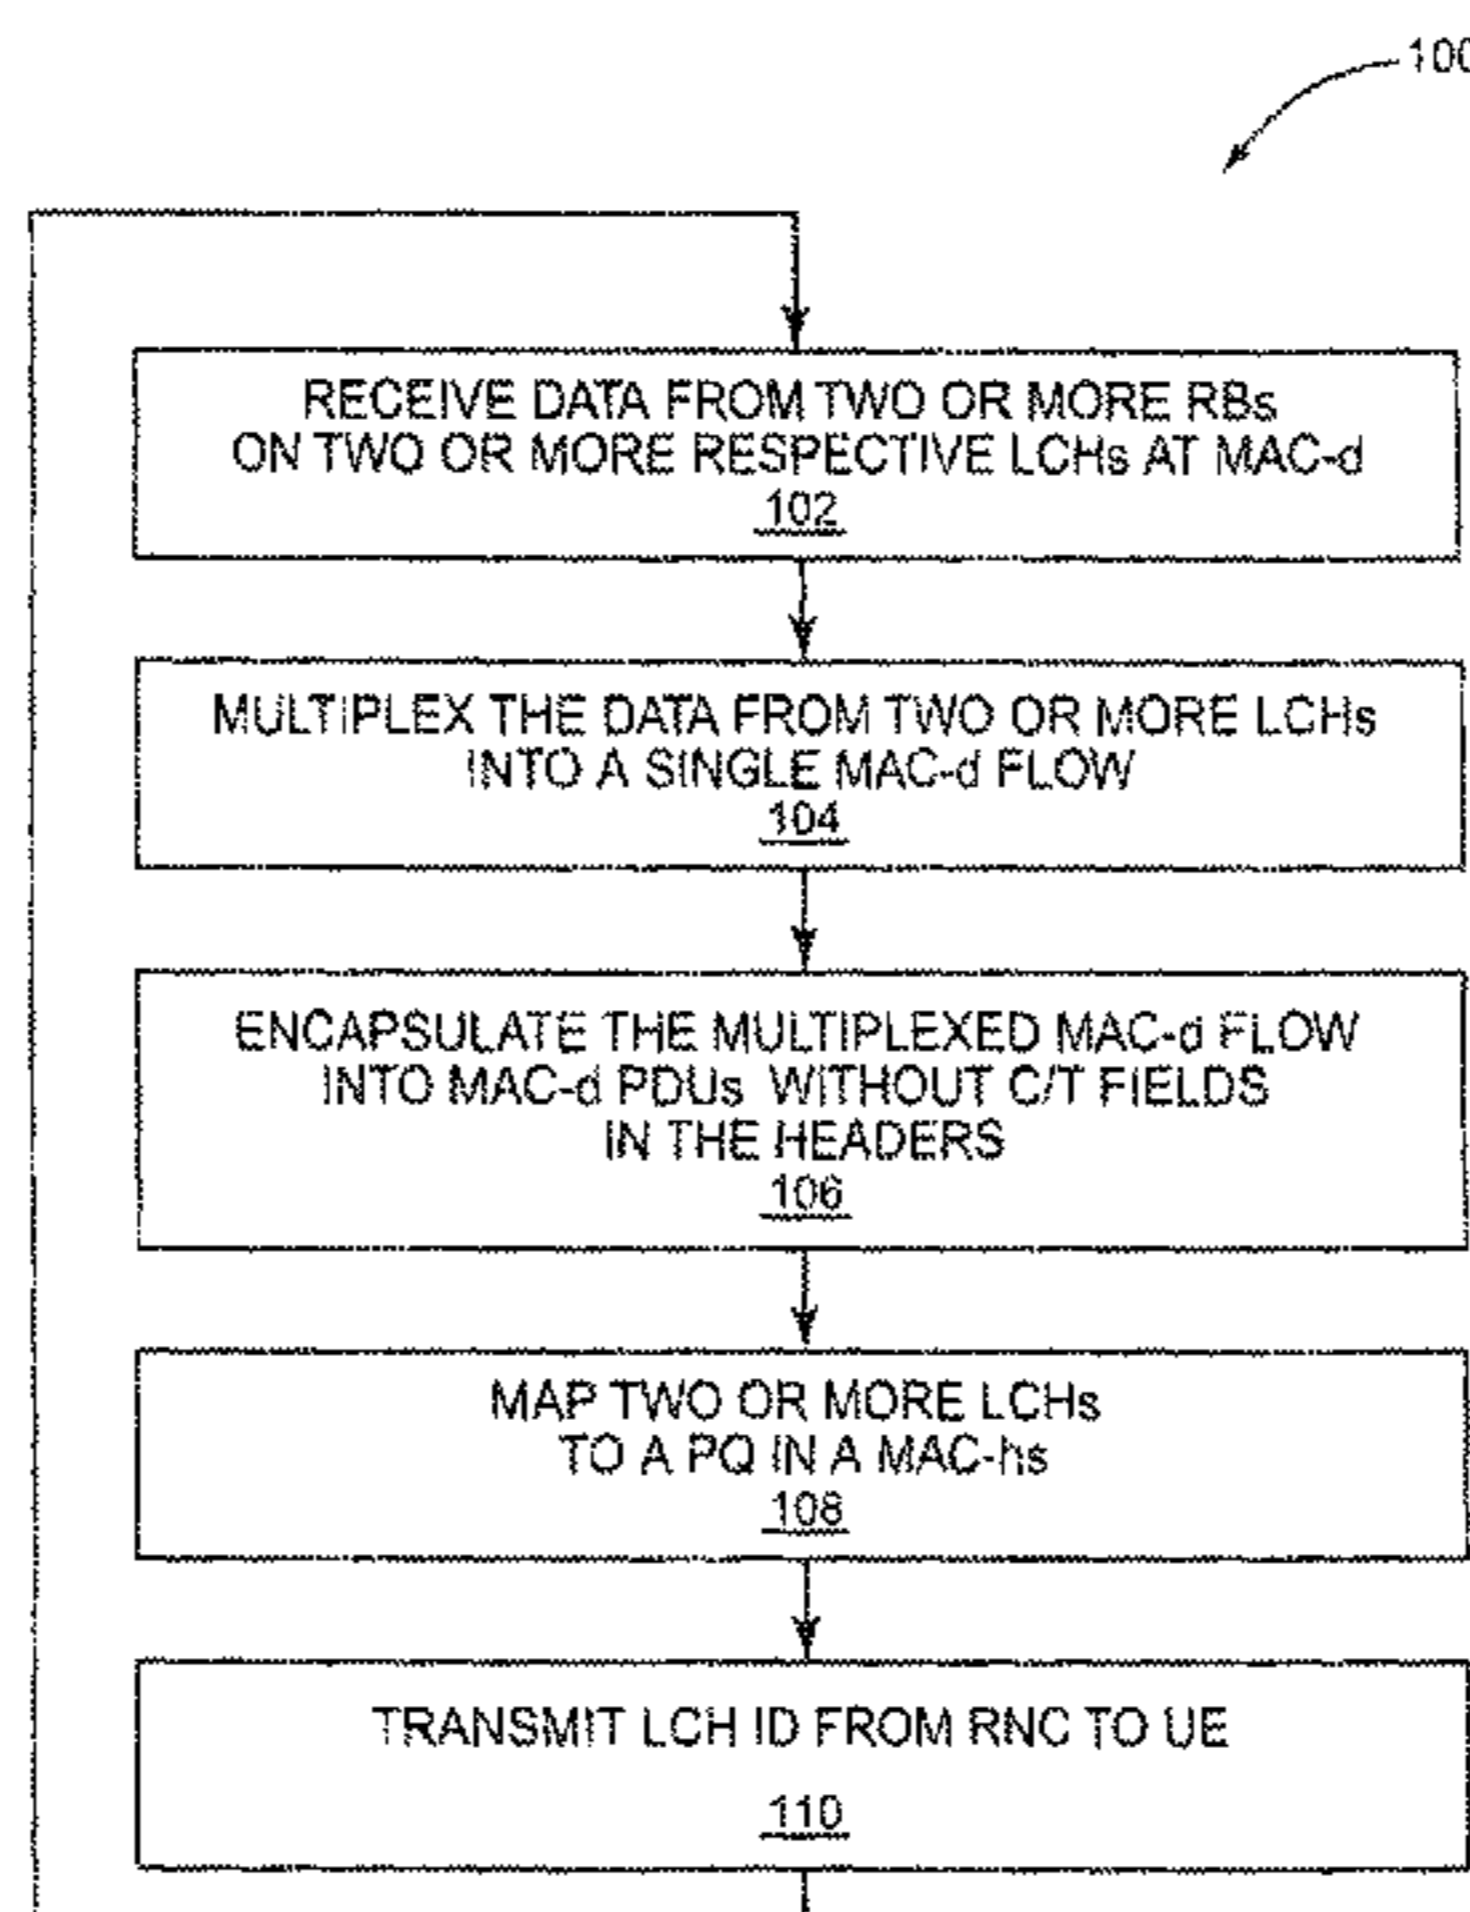 100
RECEIVE DATA FROM TWO OR MORE RBs
ON TWO OR MORE RESPECTIVE LCHs AT MAC-d
102
MULTIPLEX THE DATA FROM TWO OR MORE LCHs
INTO A SINGLE MAC-d FLOW
104
ENCAPSULATE THE MULTIPLEXED MAC-d FLOW
INTO MAC-d PDUs WITHOUT C/T FIELDS
IN THE HEADERS
106
MAP TWO OR MORE LCHs
TO A PQ IN A MAC-hs
108
TRANSMIT LCH ID FROM RNC TO UE
110